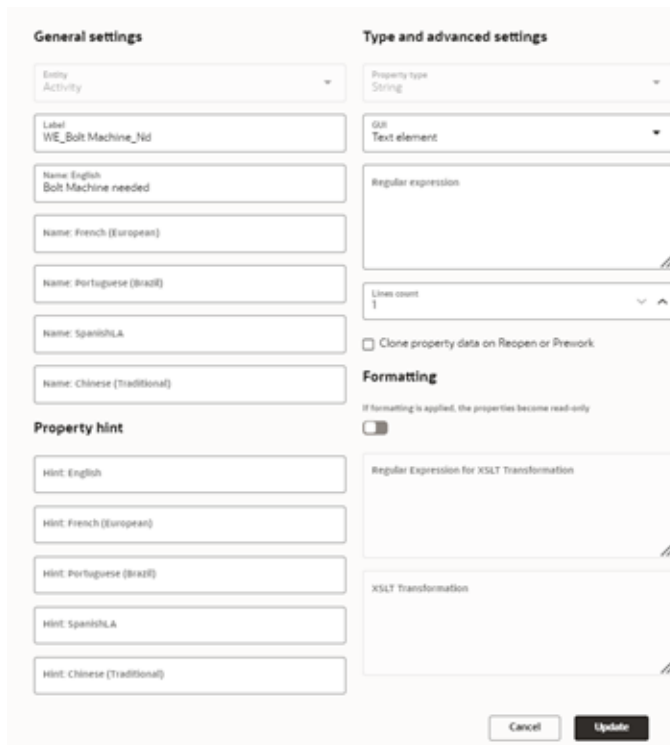 General settings
Entity
Activity
Label
WE_Bolt Machine_Nd
Name: English
Bolt Machine needed
Name: French (European)
Name: Portuguese (Brazil)
Name: SpanishLA
Name: Chinese (Traditional)
Property hint
Hint: English
Hint: French (European)
Hint: Portuguese (Brazil)
Hint: SpanishLA
Hint: Chinese (Traditional)
Type and advanced settings
Property type
String
GUI
Text element
Regular expression
Lines count
1
Clone property data on Reopen or Prework
Formatting
If formatting is applied, the properties become read-only
Regular Expression for XSLT Transformation
XSLT Transformation
Cancel
Update